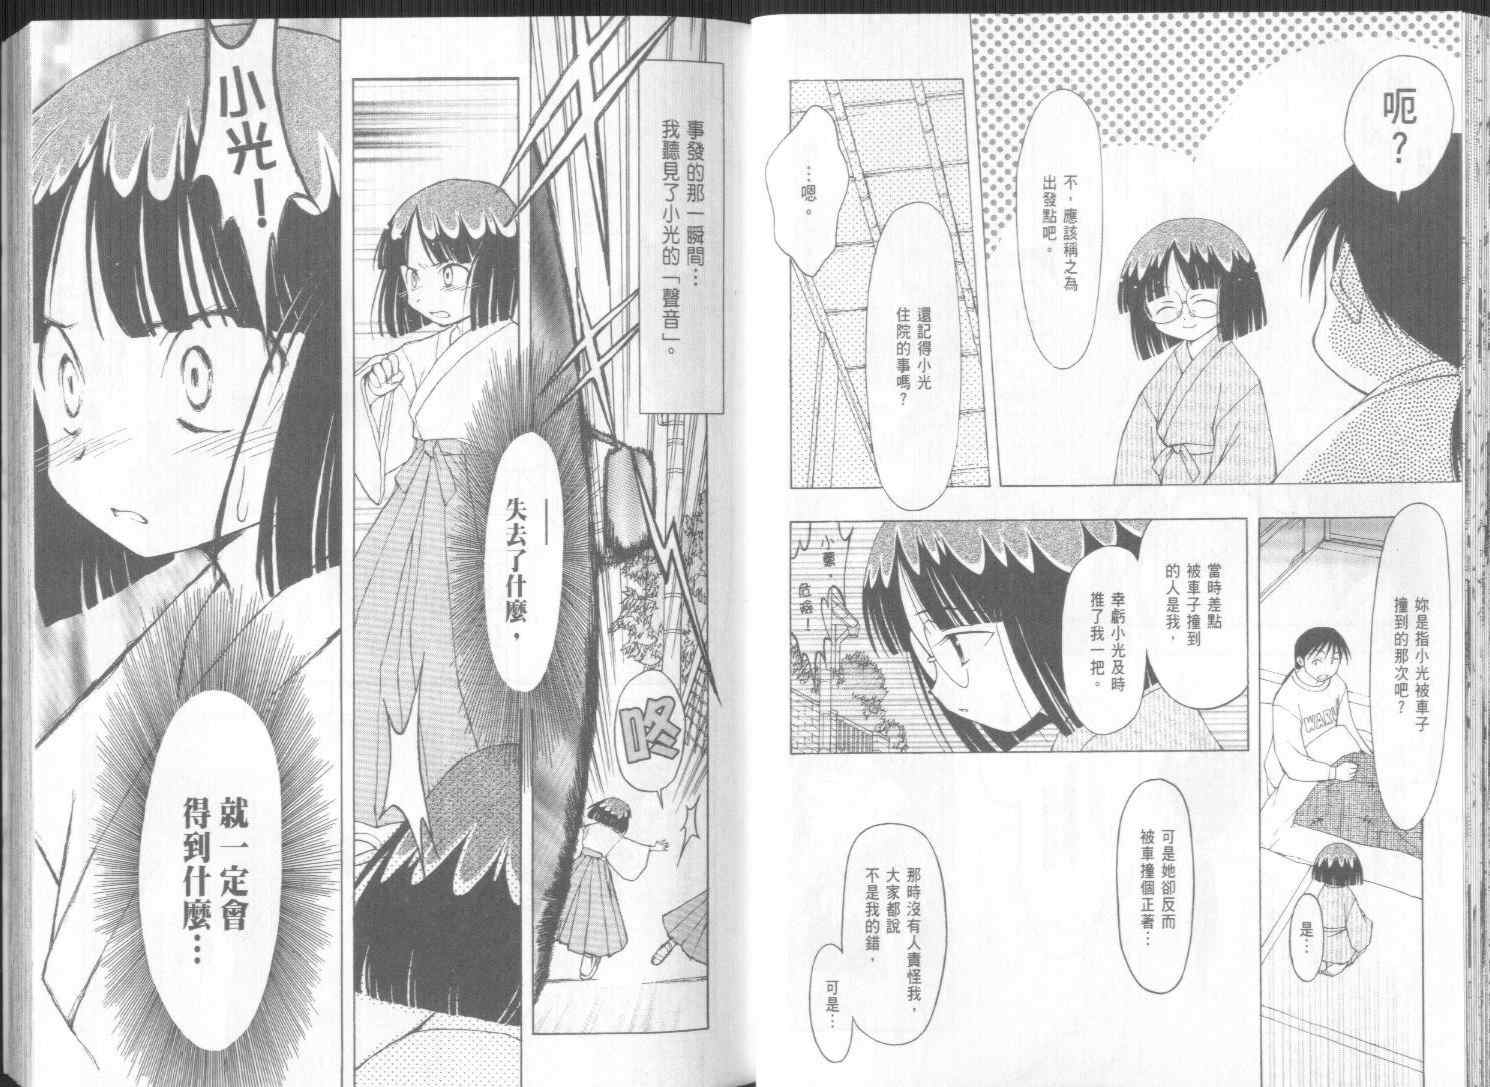 呃?
不，應該稱之為
出發點吧。
還記得小光
住院的事嗎?
…嗯。
妳是指小光被車子
撞到的那次吧?
WARU
是…
當時差點
被車子撞到
的人是我，
幸虧小光及時
推了我一把。
小薰，
危險!
可是她卻反而
被車撞個正著…
那時沒有人責怪我，
大家都說
不是我的錯，
可是…
事發的那一瞬間…
我聽見了小光的「聲音」。
咚
——
失去了什麼，
小光!
就一定會
得到什麼…